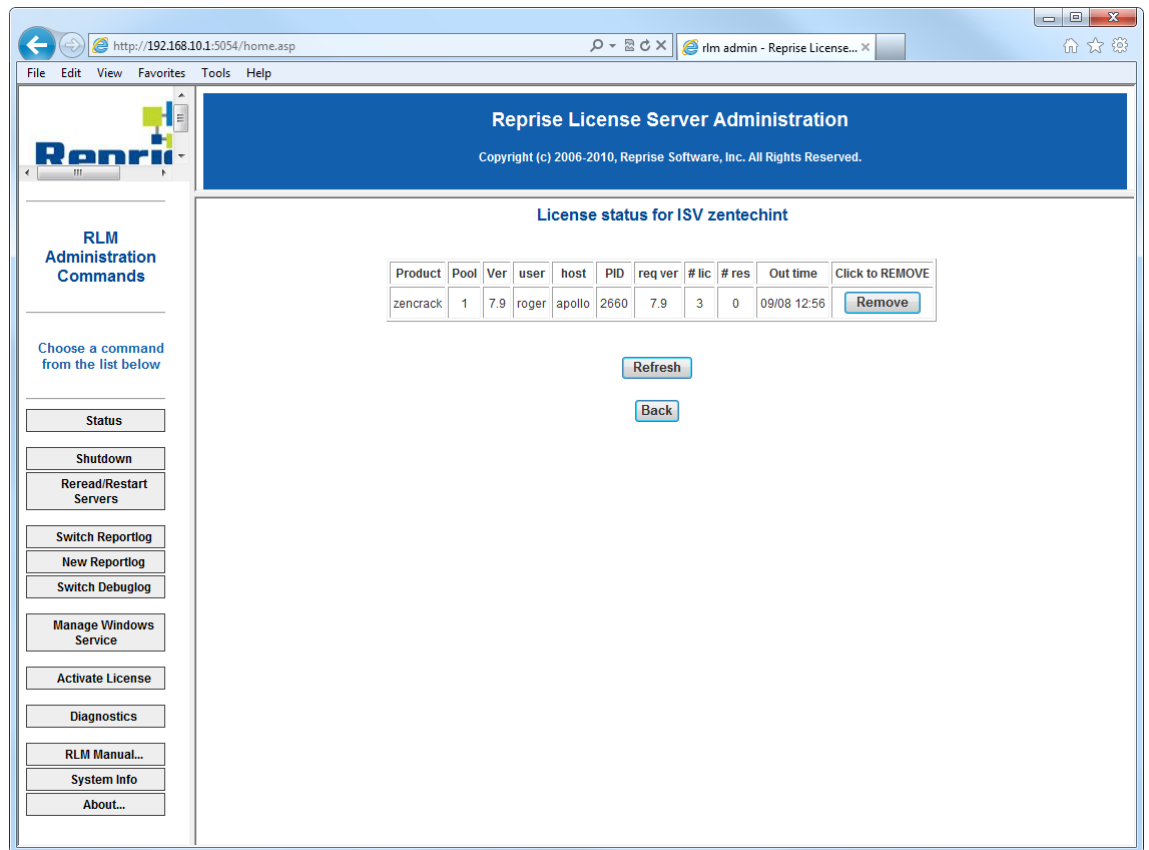 http://192.168.10.1:5054/home.asp
rlm admin - Reprise License...
File Edit View Favorites Tools Help
Reprise License Server Administration
Copyright (c) 2006-2010, Reprise Software, Inc. All Rights Reserved.
RLM
Administration
Commands
Choose a command
from the list below
Status
Shutdown
Reread/Restart
Servers
Switch Reportlog
New Reportlog
Switch Debuglog
Manage Windows
Service
Activate License
Diagnostics
RLM Manual...
System Info
About...
License status for ISV zentechint
Product Pool Ver user host PID req ver # lic # res Out time Click to REMOVE
zencrack 1 7.9 roger apollo 2660 7.9 3 0 09/08 12:56 Remove
Refresh
Back